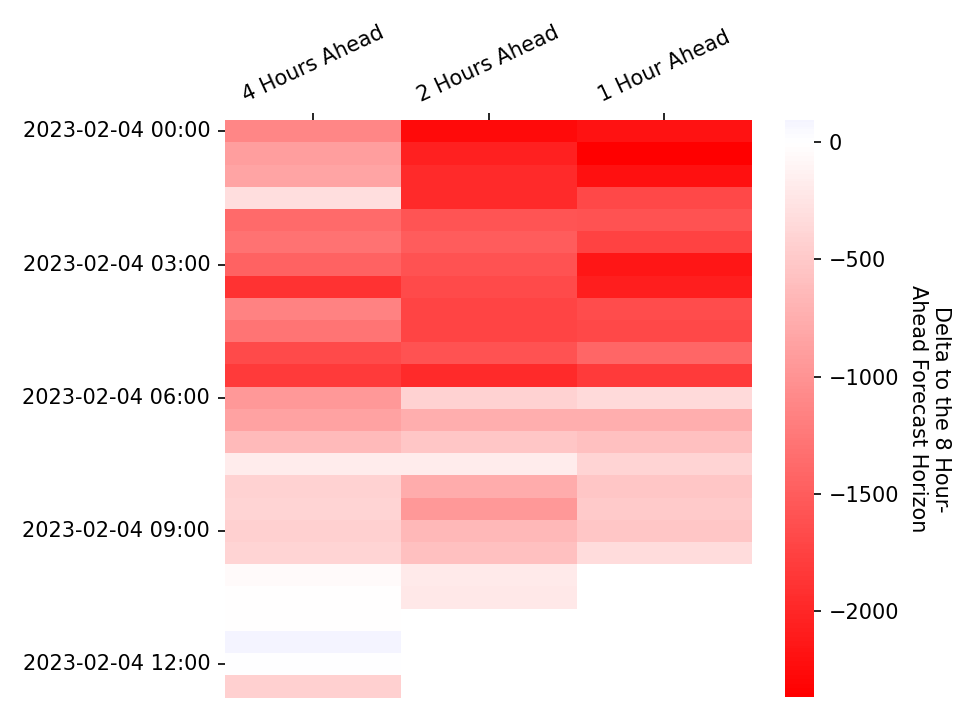 4 Hours Ahead
2 Hours Ahead
1 Hour Ahead
2023-02-04 00:00
2023-02-04 03:00
2023-02-04 06:00
2023-02-04 09:00
2023-02-04 12:00
0
−500
−1000
−1500
−2000
Delta to the 8 Hour-
Ahead Forecast Horizon